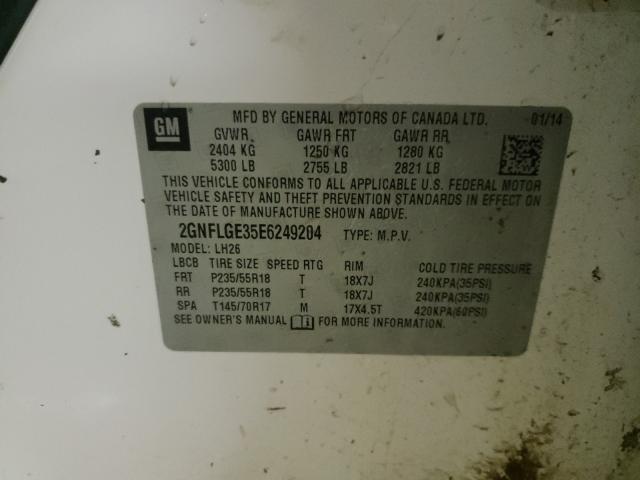 GM
MFD BY GENERAL MOTORS OF CANADA LTD. 01/14
GVWR GAWR FRT GAWR RR
2404 KG 1250 KG 1280 KG
5300 LB 2755 LB 2821 LB
THIS VEHICLE CONFORMS TO ALL APPLICABLE U.S. FEDERAL MOTOR
VEHICLE SAFETY AND THEFT PREVENTION STANDARDS IN EFFECT ON
THE DATE OF MANUFACTURE SHOWN ABOVE.
2GNFLGE35E6249204 TYPE: M.P.V.
MODEL: LH26
LBCB TIRE SIZE SPEED RTG RIM COLD TIRE PRESSURE
FRT P235/55R18 T 18X7J 240KPA(35PSI)
RR P235/55R18 T 18X7J 240KPA(35PSI)
SPA T145/70R17 M 17X4.5T 420KPA(60PSI)
SEE OWNER'S MANUAL i FOR MORE INFORMATION.